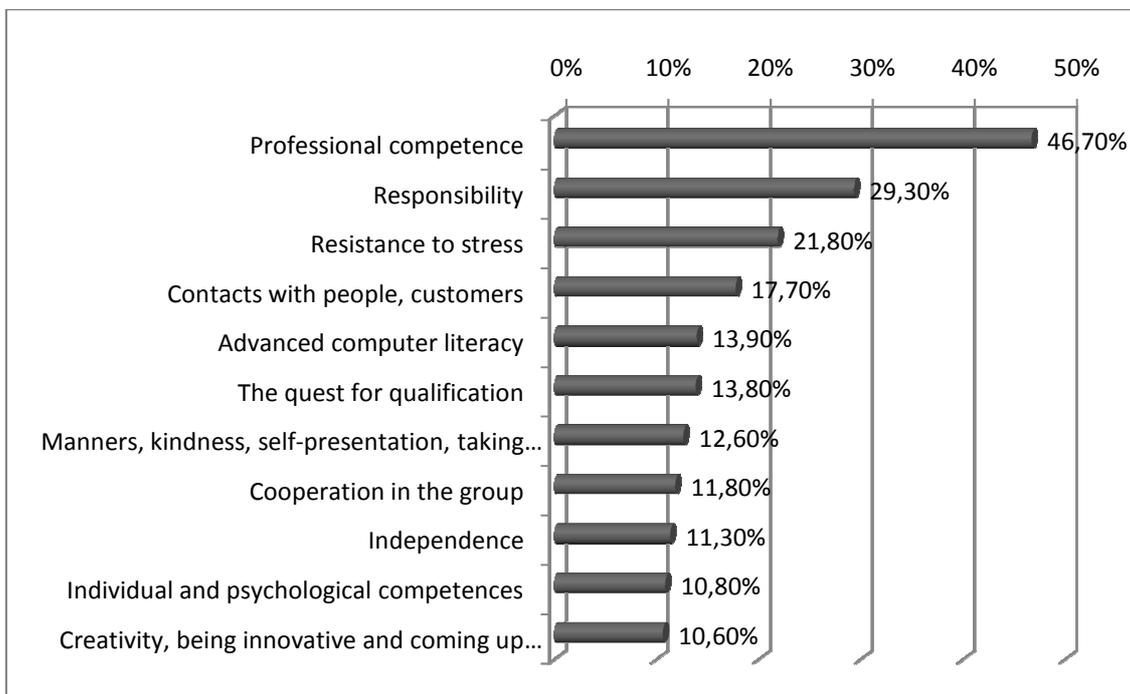 0% 10% 20% 30% 40% 50%
Professional competence 46,70%
Responsibility 29,30%
Resistance to stress 21,80%
Contacts with people, customers 17,70%
Advanced computer literacy 13,90%
The quest for qualification 13,80%
Manners, kindness, self-presentation, taking... 12,60%
Cooperation in the group 11,80%
Independence 11,30%
Individual and psychological competences 10,80%
Creativity, being innovative and coming up... 10,60%